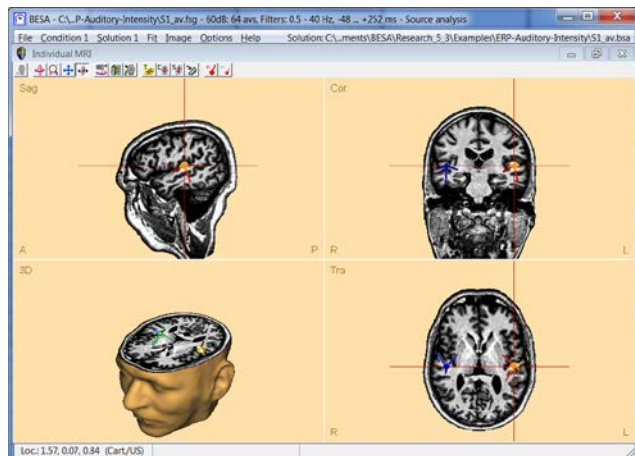 BESA - C:\...P-Auditory-Intensity\S1_av.fsg - 60dB: 64 avs, Filters: 0.5 - 40 Hz, -48 ... +252 ms - Source analysis
File Condition 1 Solution 1 Fit Image Options Help Solution: C:\...ments\BESA\Research_5_3\Examples\ERP-Auditory-Intensity\S1_av.bsa
Individual MRI
Sag
Cor
A
P
R
L
3D
Tra
R
L
Loc.: 1.57, 0.07, 0.84 (Cart./US)